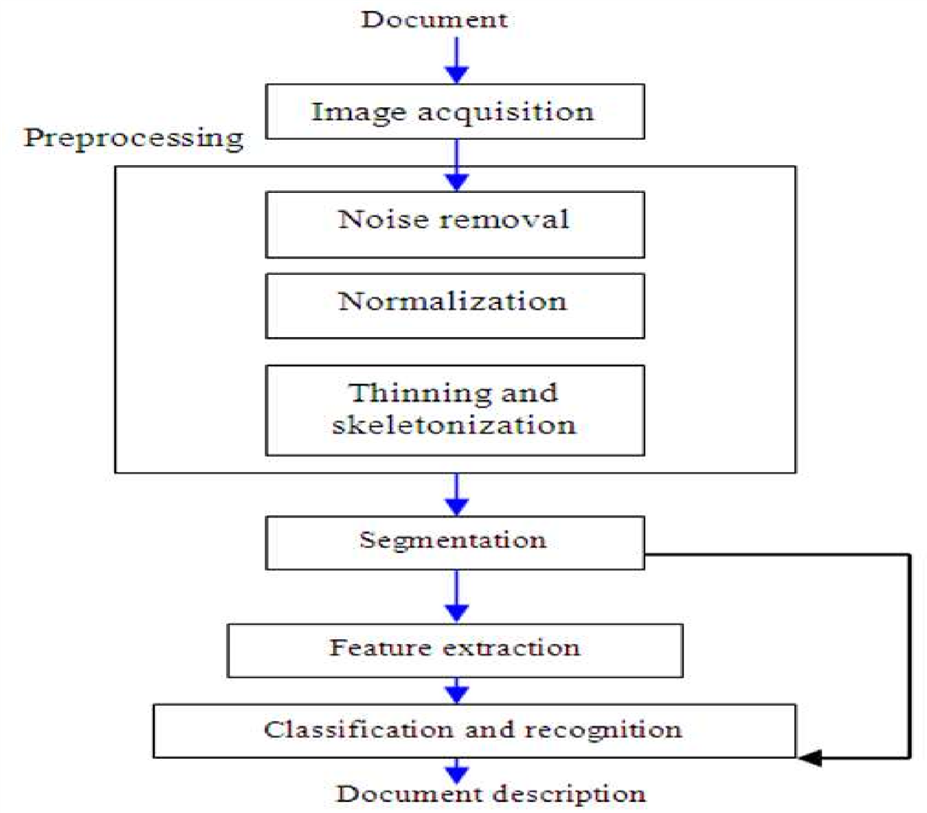 Document
Image acquisition
Preprocessing
Noise removal
Normalization
Thinning and
skeletonization
Segmentation
Feature extraction
Classification and recognition
Document description